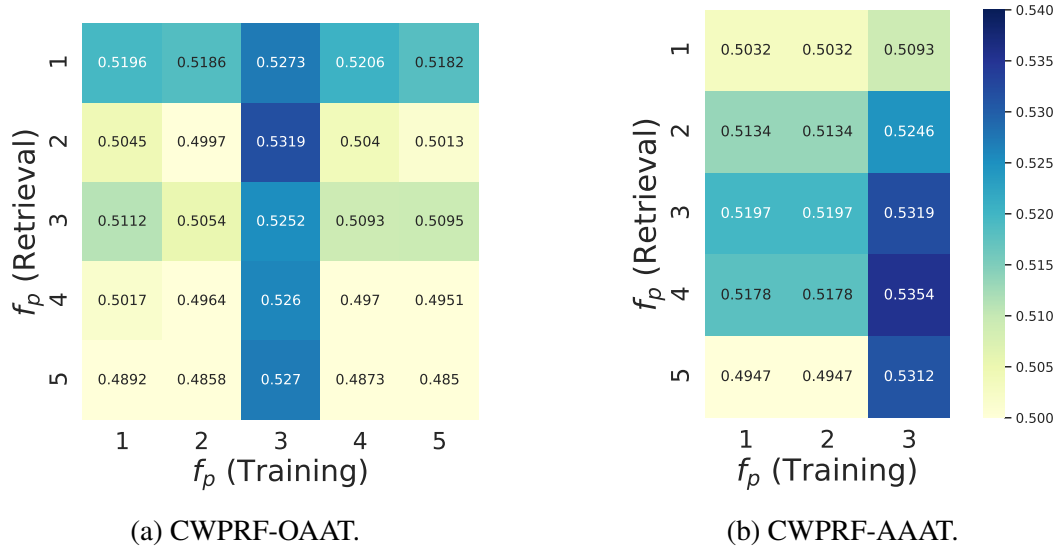 1 0.5196 0.5186 0.5273 0.5206 0.5182
2 0.5045 0.4997 0.5319 0.504 0.5013
3 0.5112 0.5054 0.5252 0.5093 0.5095
4 0.5017 0.4964 0.526 0.497 0.4951
5 0.4892 0.4858 0.527 0.4873 0.485
f_p (Retrieval)
1 2 3 4 5
f_p (Training)
(a) CWPRF-OAAT.
1 0.5032 0.5032 0.5093
2 0.5134 0.5134 0.5246
3 0.5197 0.5197 0.5319
4 0.5178 0.5178 0.5354
5 0.4947 0.4947 0.5312
f_p (Retrieval)
1 2 3
f_p (Training)
(b) CWPRF-AAAT.
0.540
0.535
0.530
0.525
0.520
0.515
0.510
0.505
0.500